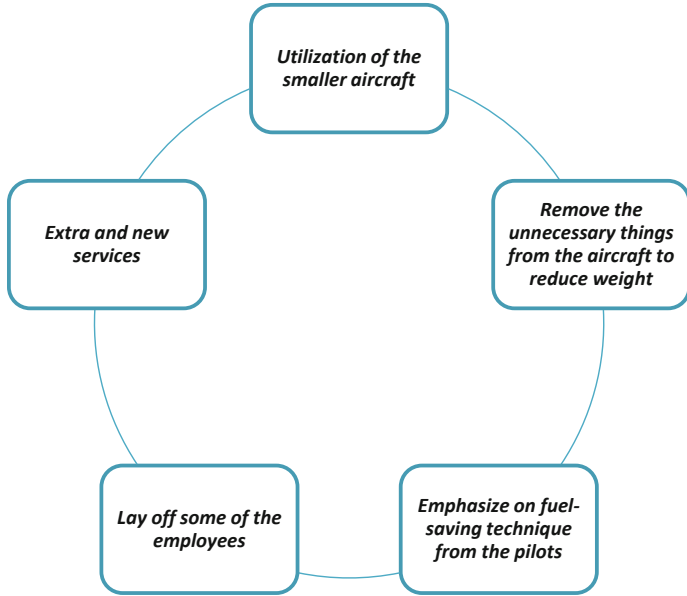 Utilization of the
smaller aircraft
Remove the
unnecessary things
from the aircraft to
reduce weight
Emphasize on fuel-
saving technique
from the pilots
Lay off some of the
employees
Extra and new
services